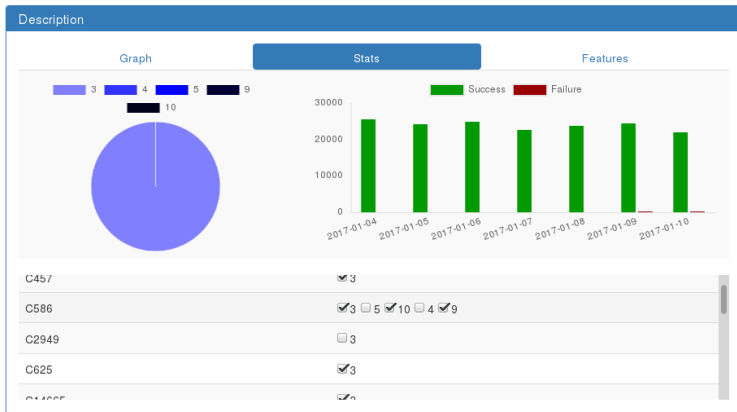 Description
Graph Stats Features
3 4 5 9
10
Success Failure
30000
20000
10000
0
2017-01-04 2017-01-05 2017-01-06 2017-01-07 2017-01-08 2017-01-09 2017-01-10
C457 3
C586 3 5 10 4 9
C2949 3
C625 3
C14665 3